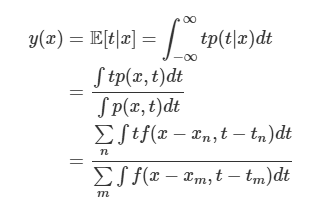 y(x) = 𝔼[t|x] = ∫_{-∞}^{∞} tp(t|x)dt
= ∫ tp(x, t)dt / ∫ p(x, t)dt
= ∑_n ∫ tf(x − x_n, t − t_n)dt / ∑_m ∫ f(x − x_m, t − t_m)dt